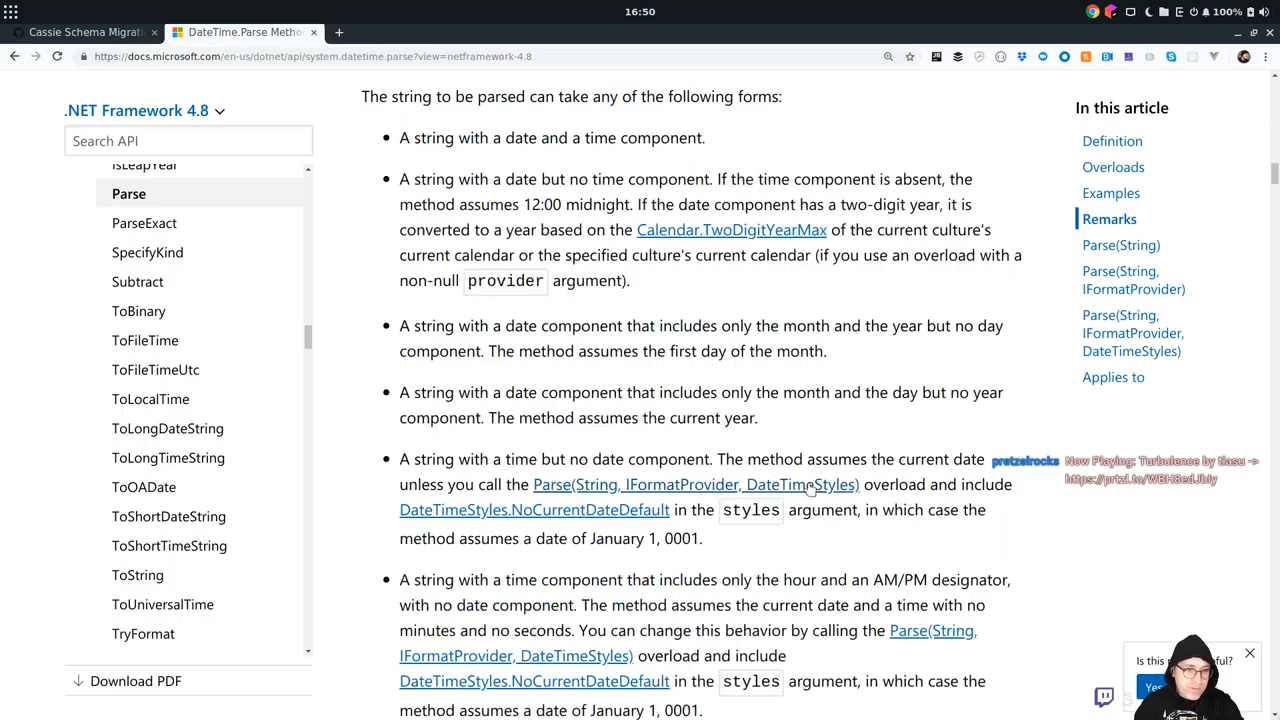 16:50
100%
Cassie Schema Migrati
DateTime.Parse Metho
https://docs.microsoft.com/en-us/dotnet/api/system.datetime.parse?view=netframework-4.8
.NET Framework 4.8
Search API
IsLeapYear
Parse
ParseExact
SpecifyKind
Subtract
ToBinary
ToFileTime
ToFileTimeUtc
ToLocalTime
ToLongDateString
ToLongTimeString
ToOADate
ToShortDateString
ToShortTimeString
ToString
ToUniversalTime
TryFormat
Download PDF
The string to be parsed can take any of the following forms:
• A string with a date and a time component.
• A string with a date but no time component. If the time component is absent, the
method assumes 12:00 midnight. If the date component has a two-digit year, it is
converted to a year based on the Calendar.TwoDigitYearMax of the current culture's
current calendar or the specified culture's current calendar (if you use an overload with a
non-null provider argument).
• A string with a date component that includes only the month and the year but no day
component. The method assumes the first day of the month.
• A string with a date component that includes only the month and the day but no year
component. The method assumes the current year.
• A string with a time but no date component. The method assumes the current date
unless you call the Parse(String, IFormatProvider, DateTimeStyles) overload and include
DateTimeStyles.NoCurrentDateDefault in the styles argument, in which case the
method assumes a date of January 1, 0001.
• A string with a time component that includes only the hour and an AM/PM designator,
with no date component. The method assumes the current date and a time with no
minutes and no seconds. You can change this behavior by calling the Parse(String,
IFormatProvider, DateTimeStyles) overload and include
DateTimeStyles.NoCurrentDateDefault in the styles argument, in which case the
method assumes a date of January 1, 0001.
In this article
Definition
Overloads
Examples
Remarks
Parse(String)
Parse(String,
IFormatProvider)
Parse(String,
IFormatProvider,
DateTimeStyles)
Applies to
pretzelrocks Now Playing: Turbulence by tiasu ->
Is this
ful?
Yes